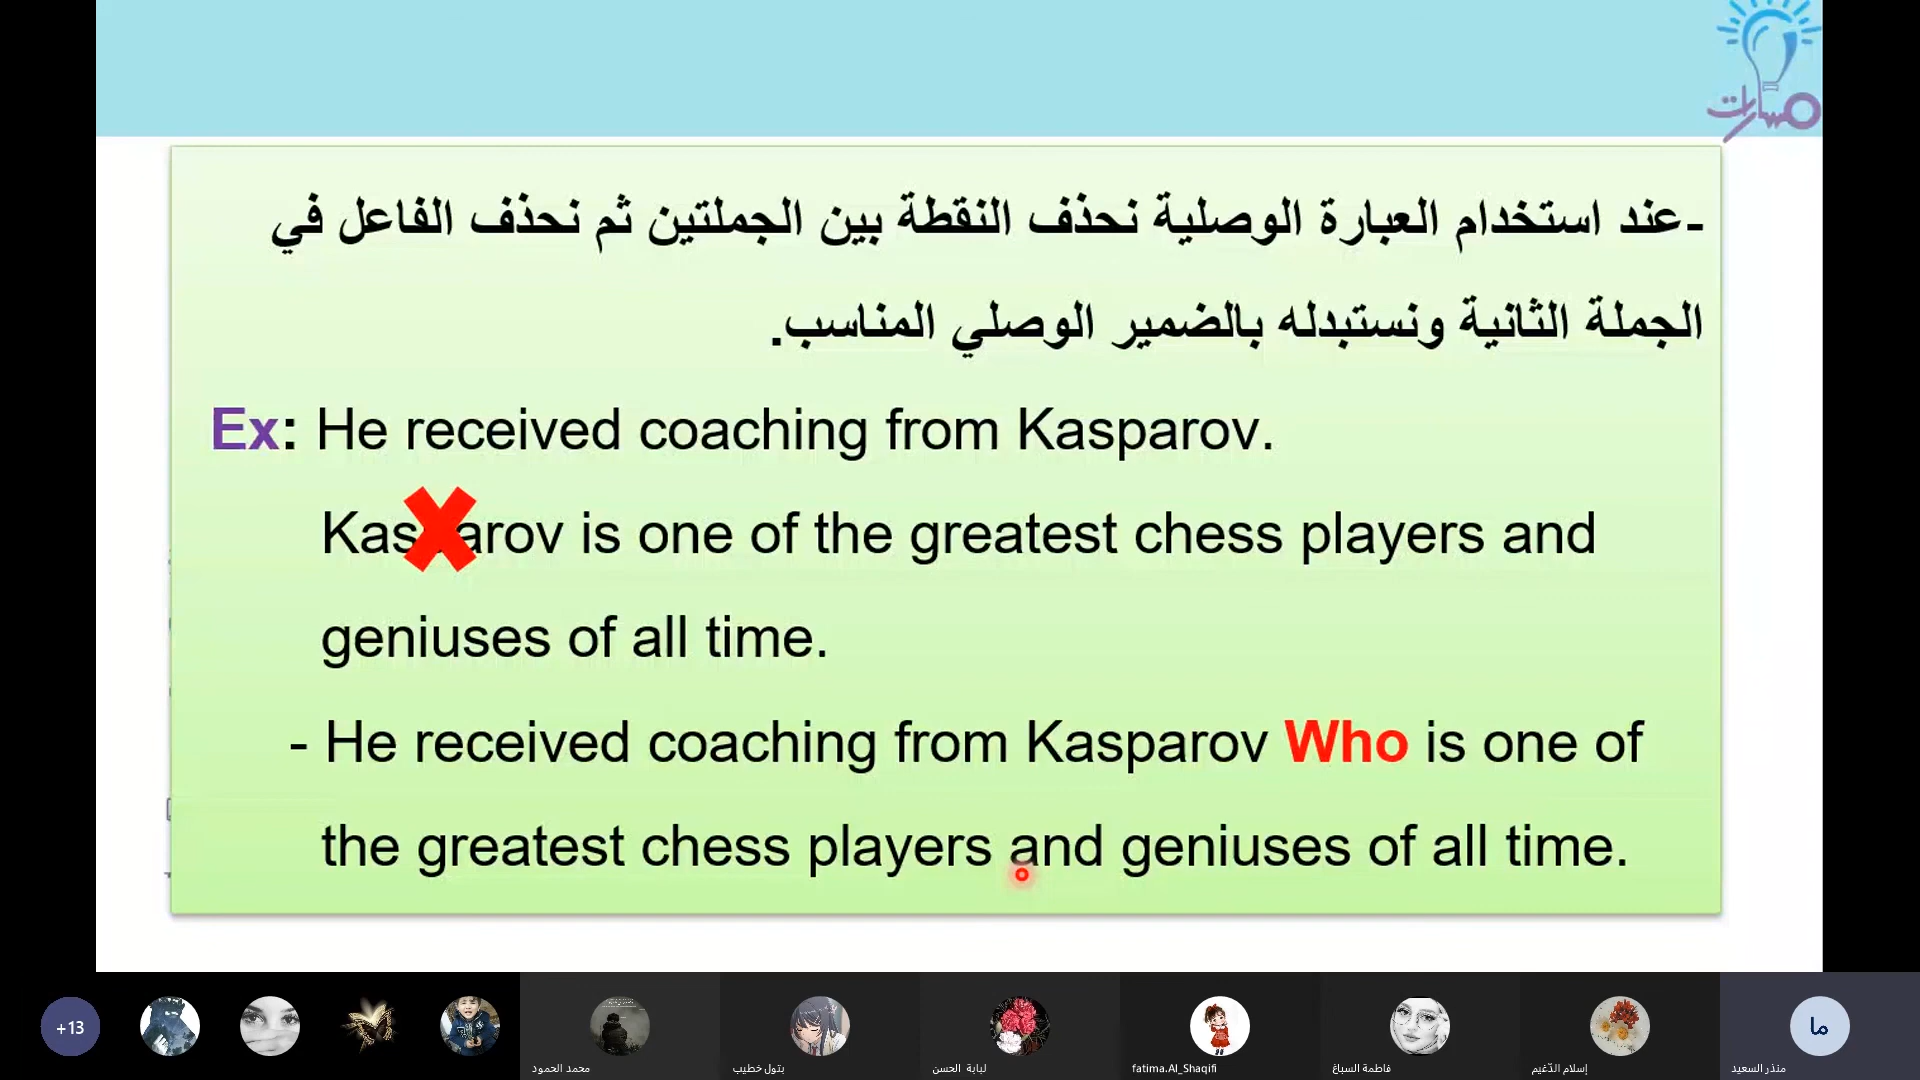 مسارات
-عند استخدام العبارة الوصلية نحذف النقطة بين الجملتين ثم نحذف الفاعل في
الجملة الثانية ونستبدله بالضمير الوصلي المناسب.
Ex: He received coaching from Kasparov.
Kasparov is one of the greatest chess players and
geniuses of all time.
- He received coaching from Kasparov Who is one of
the greatest chess players and geniuses of all time.
+13
محمد الحمود
بتول خطيب
لبابة الحسن
fatima.Al_Shaqifi
فاطمة السباغ
إسلام الدّغيم
ما
منذر السعيد